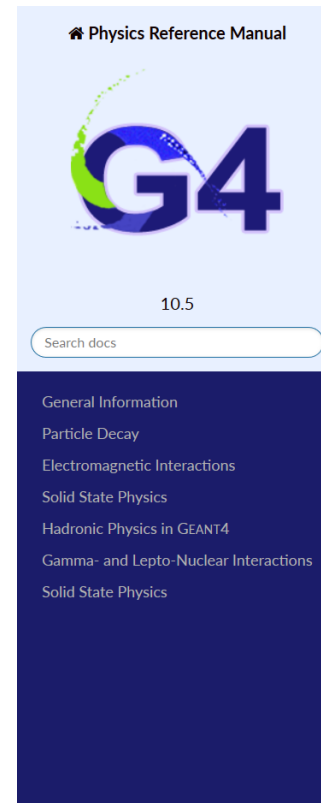 Physics Reference Manual
G4
10.5
Search docs
General Information
Particle Decay
Electromagnetic Interactions
Solid State Physics
Hadronic Physics in GEANT4
Gamma- and Lepto-Nuclear Interactions
Solid State Physics